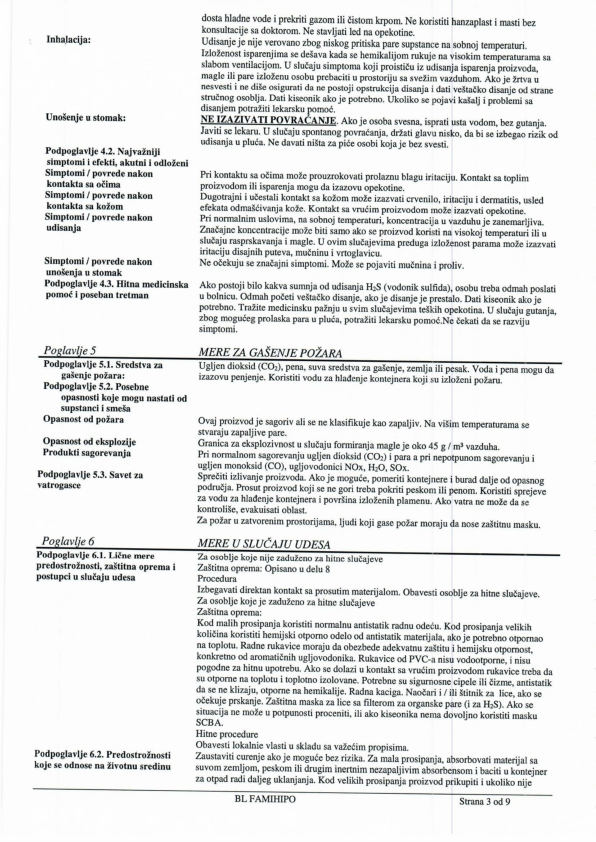 dosta hladne vode i prekriti gazom ili čistom krpom. Ne koristiti hanzaplast i masti bez
konsultacije sa doktorom. Ne stavljati led na opekotine.
Inhalacija: Udisanje je nije verovano zbog niskog pritiska pare supstance na sobnoj temperaturi.
Izloženost isparenjima se dešava kada se hemikalijom rukuje na visokim temperaturama sa
slabom ventilacijom. U slučaju simptoma koji proističu iz udisanja isparenja proizvoda,
magle ili pare izloženu osobu prebaciti u prostoriju sa svežim vazduhom. Ako je žrtva u
nesvesti i ne diše osigurati da ne postoji opstrukcija disanja i dati veštačko disanje od strane
stručnog osoblja. Dati kiseonik ako je potrebno. Ukoliko se pojavi kašalj i problemi sa
disanjem potražiti lekarsku pomoć.
Unošenje u stomak: NE IZAZIVATI POVRAĆANJE. Ako je osoba svesna, isprati usta vodom, bez gutanja.
Javiti se lekaru. U slučaju spontanog povraćanja, držati glavu nisko, da bi se izbegao rizik od
udisanja u pluća. Ne davati ništa za piće osobi koja je bez svesti.
Podpoglavlje 4.2. Najvažniji
simptomi i efekti, akutni i odloženi
Simptomi / povrede nakon
kontakta sa očima
Pri kontaktu sa očima može prouzrokovati prolaznu blagu iritaciju. Kontakt sa toplim
proizvodom ili isparenja mogu da izazovu opekotine.
Simptomi / povrede nakon
kontakta sa kožom
Dugotrajni i učestali kontakt sa kožom može izazvati crvenilo, iritaciju i dermatitis, usled
efekata odmašćivanja kože. Kontakt sa vrućim proizvodom može izazvati opekotine.
Simptomi / povrede nakon
udisanja
Pri normalnim uslovima, na sobnoj temperaturi, koncentracija u vazduhu je zanemarljiva.
Značajne koncentracije može biti samo ako se proizvod koristi na visokoj temperaturi ili u
slučaju rasprskavanja i magle. U ovim slučajevima preduga izloženost parama može izazvati
iritaciju disajnih puteva, mučninu i vrtoglavicu.
Simptomi / povrede nakon
unošenja u stomak
Ne očekuju se značajni simptomi. Može se pojaviti mučnina i proliv.
Podpoglavlje 4.3. Hitna medicinska
pomoć i poseban tretman
Ako postoji bilo kakva sumnja od udisanja H₂S (vodonik sulfida), osobu treba odmah poslati
u bolnicu. Odmah početi veštačko disanje, ako je disanje je prestalo. Dati kiseonik ako je
potrebno. Tražite medicinsku pažnju u svim slučajevima teških opekotina. U slučaju gutanja,
zbog mogućeg prolaska para u pluća, potražiti lekarsku pomoć.Ne čekati da se razviju
simptomi.
Poglavlje 5 MERE ZA GAŠENJE POŽARA
Podpoglavlje 5.1. Sredstva za
gašenje požara:
Ugljen dioksid (CO₂), pena, suva sredstva za gašenje, zemlja ili pesak. Voda i pena mogu da
izazovu penjenje. Koristiti vodu za hlađenje kontejnera koji su izloženi požaru.
Podpoglavlje 5.2. Posebne
opasnosti koje mogu nastati od
supstanci i smeša
Opasnost od požara Ovaj proizvod je sagoriv ali se ne klasifikuje kao zapaljiv. Na višim temperaturama se
stvaraju zapaljive pare.
Opasnost od eksplozije Granica za eksplozivnost u slučaju formiranja magle je oko 45 g / m³ vazduha.
Produkti sagorevanja Pri normalnom sagorevanju ugljen dioksid (CO₂) i para a pri nepotpunom sagorevanju i
ugljen monoksid (CO), ugljovodonici NOx, H₂O, SOx.
Podpoglavlje 5.3. Savet za
vatrogasce
Sprečiti izlivanje proizvoda. Ako je moguće, pomeriti kontejnere i burad dalje od opasnog
područja. Prosut proizvod koji se ne gori treba pokriti peskom ili penom. Koristiti sprejeve
za vodu za hlađenje kontejnera i površina izloženih plamenu. Ako vatra ne može da se
kontroliše, evakuisati oblast.
Za požar u zatvorenim prostorijama, ljudi koji gase požar moraju da nose zaštitnu masku.
Poglavlje 6 MERE U SLUČAJU UDESA
Podpoglavlje 6.1. Lične mere
predostrožnosti, zaštitna oprema i
postupci u slučaju udesa
Za osoblje koje nije zaduženo za hitne slučajeve
Zaštitna oprema: Opisano u delu 8
Procedura
Izbegavati direktan kontakt sa prosutim materijalom. Obavesti osoblje za hitne slučajeve.
Za osoblje koje je zaduženo za hitne slučajeve
Zaštitna oprema:
Kod malih prosipanja koristiti normalnu antistatik radnu odeću. Kod prosipanja velikih
količina koristiti hemijski otporno odelo od antistatik materijala, ako je potrebno otpornao
na toplotu. Radne rukavice moraju da obezbede adekvatnu zaštitu i hemijsku otpornost,
konkretno od aromatičnih ugljovodonika. Rukavice od PVC-a nisu vodootporne, i nisu
pogodne za hitnu upotrebu. Ako se dolazi u kontakt sa vrućim proizvodom rukavice treba da
su otporne na toplotu i toplotno izolovane. Potrebne su sigurnosne cipele ili čizme, antistatik
da se ne klizaju, otporne na hemikalije. Radna kaciga. Naočari i / ili štitnik za lice, ako se
očekuje prskanje. Zaštitna maska za lice sa filterom za organske pare (i za H₂S). Ako se
situacija ne može u potpunosti proceniti, ili ako kiseonika nema dovoljno koristiti masku
SCBA.
Hitne procedure
Obavesti lokalnie vlasti u skladu sa važećim propisima.
Podpoglavlje 6.2. Predostrožnosti
koje se odnose na životnu sredinu
Zaustaviti curenje ako je moguće bez rizika. Za mala prosipanja, absorbovati materijal sa
suvom zemljom, peskom ili drugim inertnim nezapaljivim absorbensom i baciti u kontejner
za otpad radi daljeg uklanjanja. Kod velikih prosipanja proizvod prikupiti i ukoliko nije
BL FAMIHIPO Strana 3 od 9